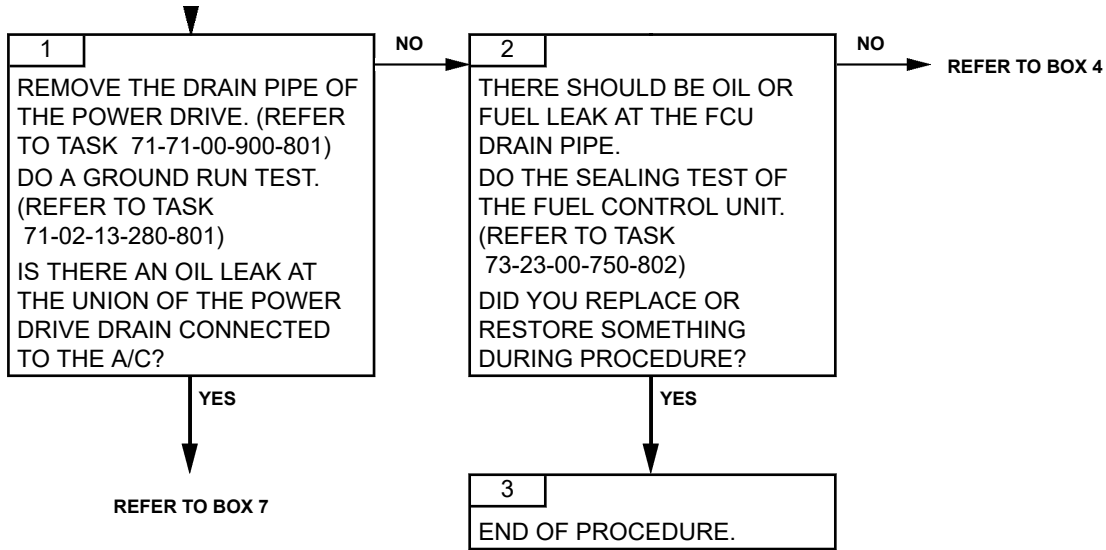 1
REMOVE THE DRAIN PIPE OF
THE POWER DRIVE. (REFER
TO TASK 71-71-00-900-801)
DO A GROUND RUN TEST.
(REFER TO TASK
71-02-13-280-801)
IS THERE AN OIL LEAK AT
THE UNION OF THE POWER
DRIVE DRAIN CONNECTED
TO THE A/C?
NO
YES
REFER TO BOX 7
2
THERE SHOULD BE OIL OR
FUEL LEAK AT THE FCU
DRAIN PIPE.
DO THE SEALING TEST OF
THE FUEL CONTROL UNIT.
(REFER TO TASK
73-23-00-750-802)
DID YOU REPLACE OR
RESTORE SOMETHING
DURING PROCEDURE?
NO
REFER TO BOX 4
YES
3
END OF PROCEDURE.